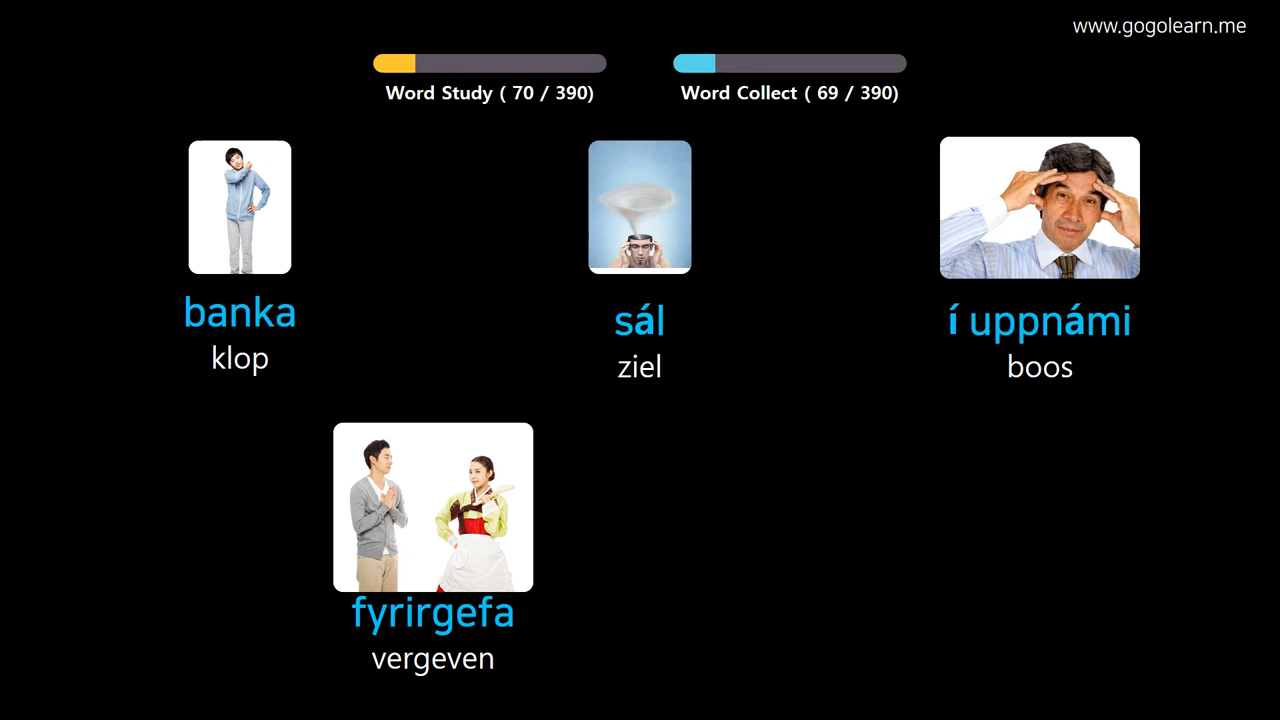 www.gogolearn.me
Word Study ( 70 / 390)
Word Collect ( 69 / 390)
banka
klop
sál
ziel
í uppnámi
boos
fyrirgefa
vergeven